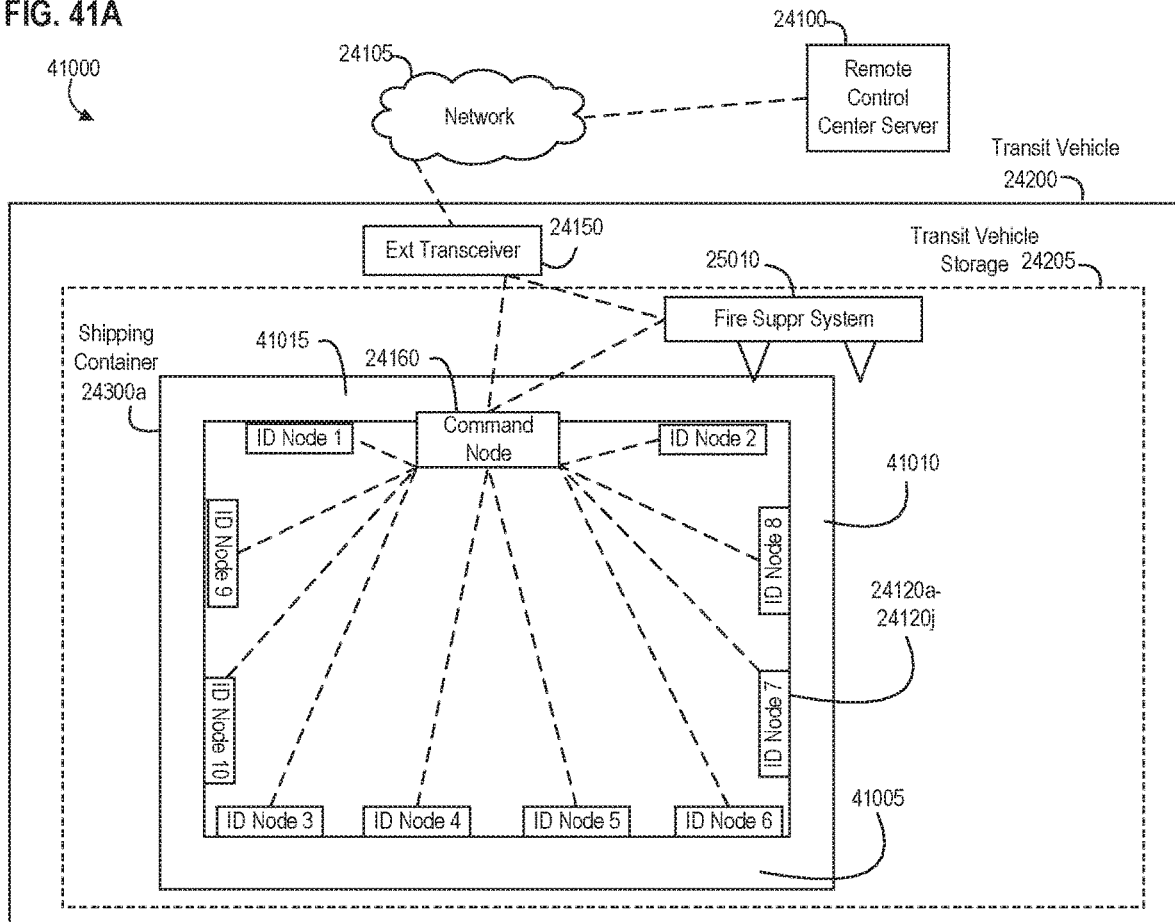 FIG. 41A
24100
24105
41000
Remote
Control
Center Server
Network
Transit Vehicle
24200
24150
Ext Transceiver
Transit Vehicle
Storage 24205
25010
Fire Suppr System
Shipping
Container
24300a
41015
24160
Command
Node
ID Node 1
ID Node 2
41010
ID Node 9
ID Node 8
24120a-
24120j
ID Node 10
ID Node 7
41005
ID Node 3
ID Node 4
ID Node 5
ID Node 6